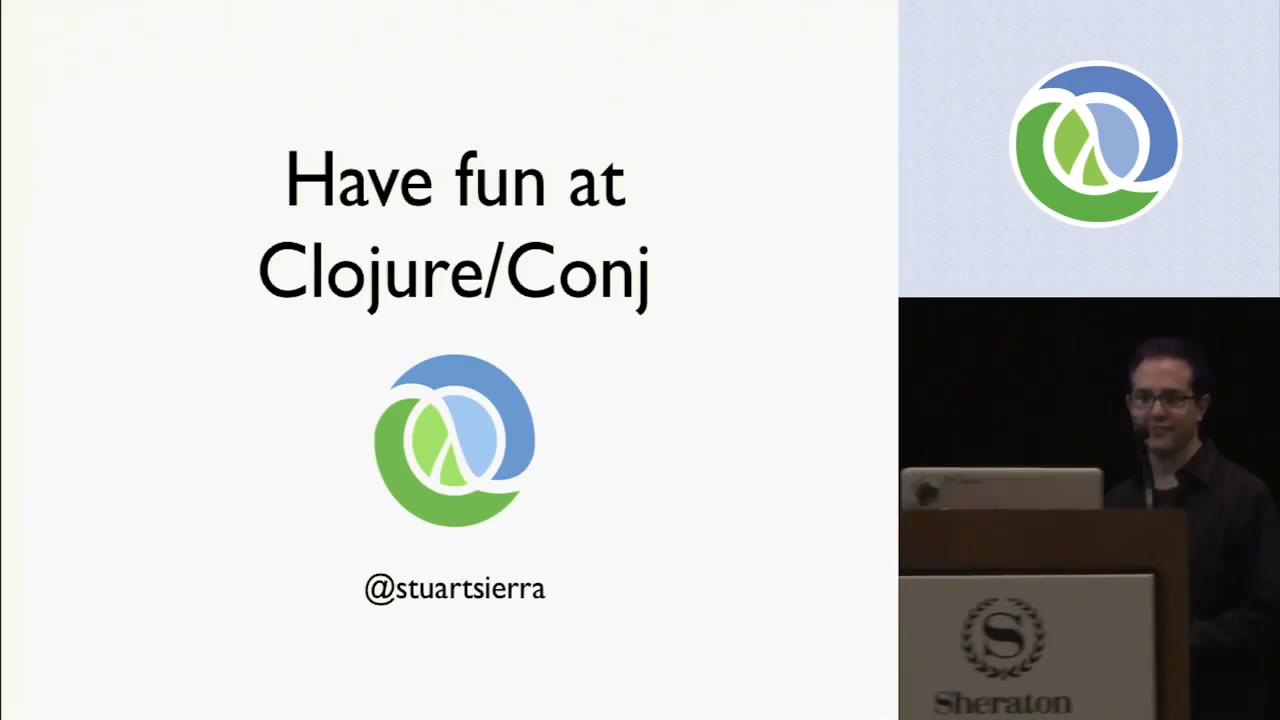 Have fun at
Clojure/Conj
@stuartsierra
S
Sheraton